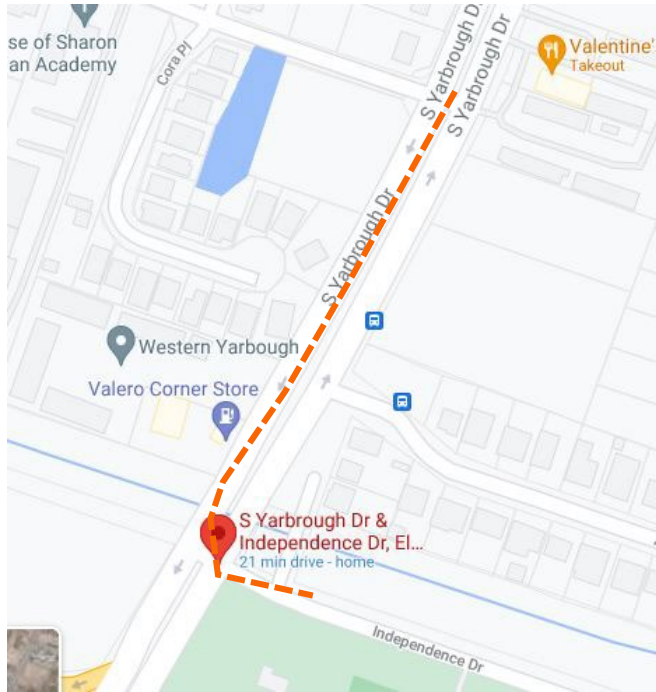 se of Sharon
an Academy
Cora Pl
S Yarbrough Dr
S Yarbrough Dr
Valentine'
Takeout
S Yarbrough Dr
Western Yarbough
Valero Corner Store
S Yarbrough Dr &
Independence Dr, El...
21 min drive - home
Independence Dr